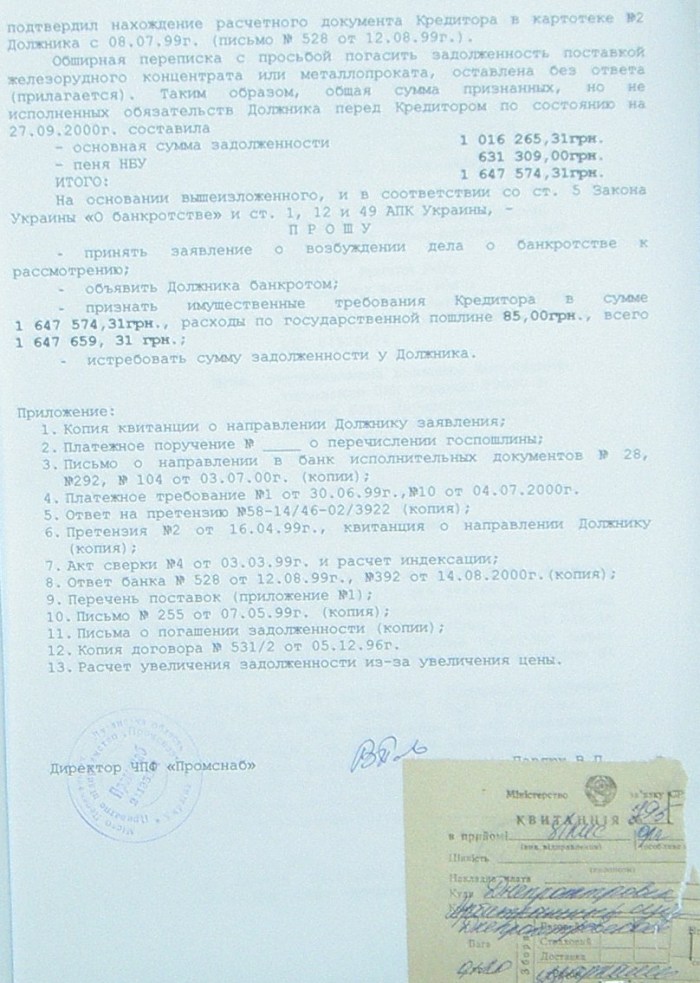 подтвердил нахождение расчетного документа Кредитора в картотеке №2
Должника с 08.07.99г. (письмо № 528 от 12.08.99г.).
Обширная переписка с просьбой погасить задолженность поставкой
железорудного концентрата или металлопроката, оставлена без ответа
(прилагается). Таким образом, общая сумма признанных, но не
исполненных обязательств Должника перед Кредитором по состоянию на
27.09.2000г. составила
- основная сумма задолженности 1 016 265,31грн.
- пеня НБУ 631 309,00грн.
ИТОГО: 1 647 574,31грн.
На основании вышеизложенного, и в соответствии со ст. 5 Закона
Украины «О банкротстве» и ст. 1, 12 и 49 АПК Украины, –
П Р О Ш У
- принять заявление о возбуждении дела о банкротстве к
рассмотрению;
- объявить Должника банкротом;
- признать имущественные требования Кредитора в сумме
1 647 574,31грн., расходы по государственной пошлине 85,00грн., всего
1 647 659, 31 грн.;
- истребовать сумму задолженности у Должника.
Приложение:
1. Копия квитанции о направлении Должнику заявления;
2. Платежное поручение № ____ о перечислении госпошлины;
3. Письмо о направлении в банк исполнительных документов № 28,
№292, № 104 от 03.07.00г. (копии);
4. Платежное требование №1 от 30.06.99г.,№10 от 04.07.2000г.
5. Ответ на претензию №58-14/46-02/3922 (копия);
6. Претензия №2 от 16.04.99г., квитанция о направлении Должнику
(копия);
7. Акт сверки №4 от 03.03.99г. и расчет индексации;
8. Ответ банка № 528 от 12.08.99г., №392 от 14.08.2000г.(копия);
9. Перечень поставок (приложение №1);
10. Письмо № 255 от 07.05.99г. (копия);
11. Письма о погашении задолженности (копии);
12. Копия договора № 531/2 от 05.12.96г.
13. Расчет увеличения задолженности из-за увеличения цены.
Директор ЧПФ «Промснаб»
Міністерство зв'язку
КВИТАНЦІЯ
в прийомі
Цінність
Куди
Вага
Збори
Страховий
Доставка